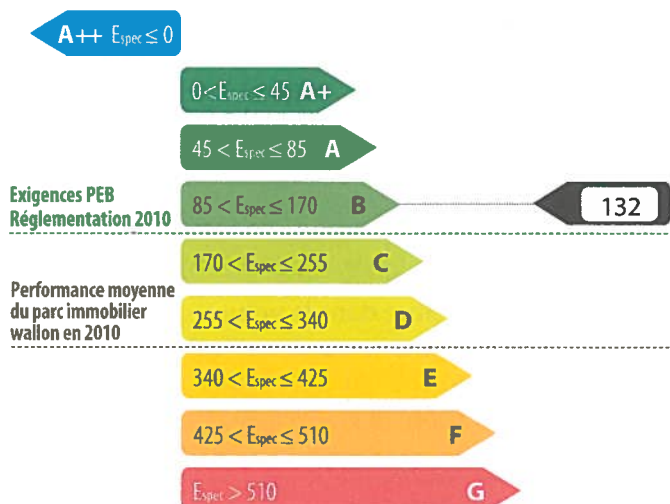 A++ Espec ≤ 0
0 < Espec ≤ 45 A+
45 < Espec ≤ 85 A
Exigences PEB
Réglementation 2010
85 < Espec ≤ 170 B
132
170 < Espec ≤ 255 C
Performance moyenne
du parc immobilier
wallon en 2010
255 < Espec ≤ 340 D
340 < Espec ≤ 425 E
425 < Espec ≤ 510 F
Espec > 510 G